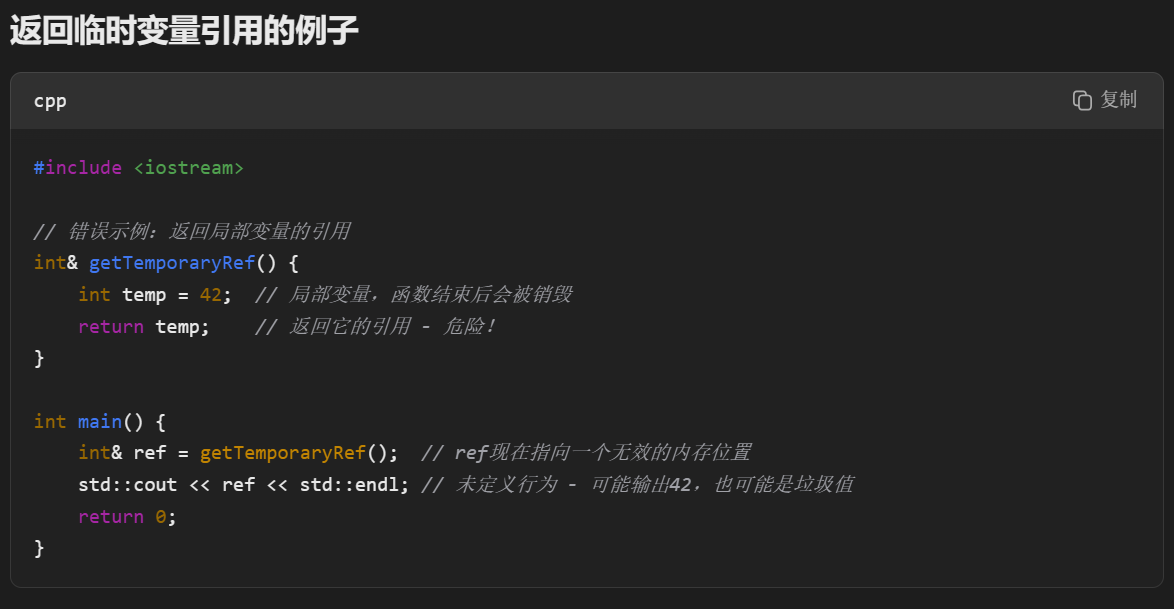 返回临时变量引用的例子
cpp
复制
#include <iostream>
// 错误示例：返回局部变量的引用
int& getTemporaryRef() {
    int temp = 42;  // 局部变量，函数结束后会被销毁
    return temp;    // 返回它的引用 - 危险！
}
int main() {
    int& ref = getTemporaryRef();  // ref现在指向一个无效的内存位置
    std::cout << ref << std::endl; // 未定义行为 - 可能输出42，也可能是垃圾值
    return 0;
}